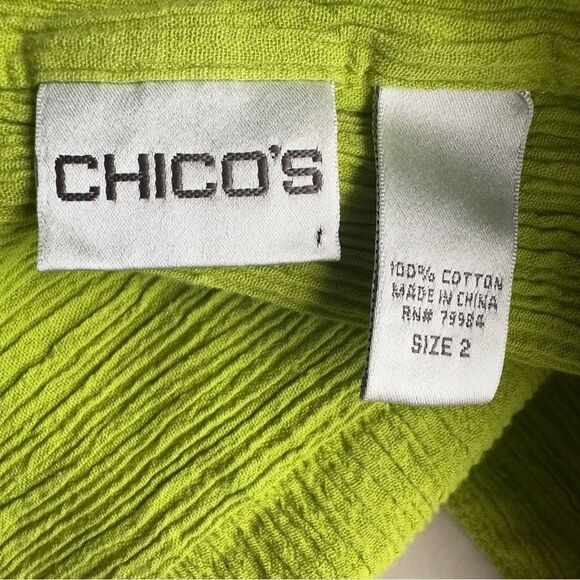 CHICO'S
100% COTTON
MADE IN CHINA
RN# 79984
SIZE 2